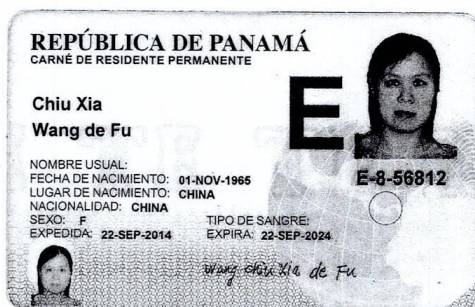 REPÚBLICA DE PANAMÁ
CARNÉ DE RESIDENTE PERMANENTE
E
Chiu Xia
Wang de Fu
NOMBRE USUAL:
FECHA DE NACIMIENTO: 01-NOV-1965
LUGAR DE NACIMIENTO: CHINA
NACIONALIDAD: CHINA
SEXO: F TIPO DE SANGRE:
EXPEDIDA: 22-SEP-2014 EXPIRA: 22-SEP-2024
E-8-56812
Wang Chiu Xia de Fu